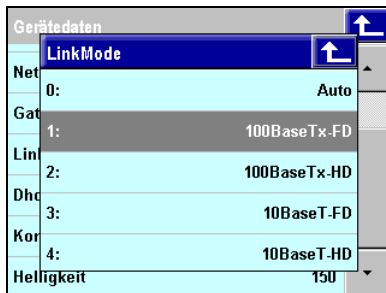 Gerätedaten
LinkMode
Net
0: Auto
Gat
1: 100BaseTx-FD
Lin
2: 100BaseTx-HD
Dhc
3: 10BaseT-FD
Kor
4: 10BaseT-HD
Helligkeit 150